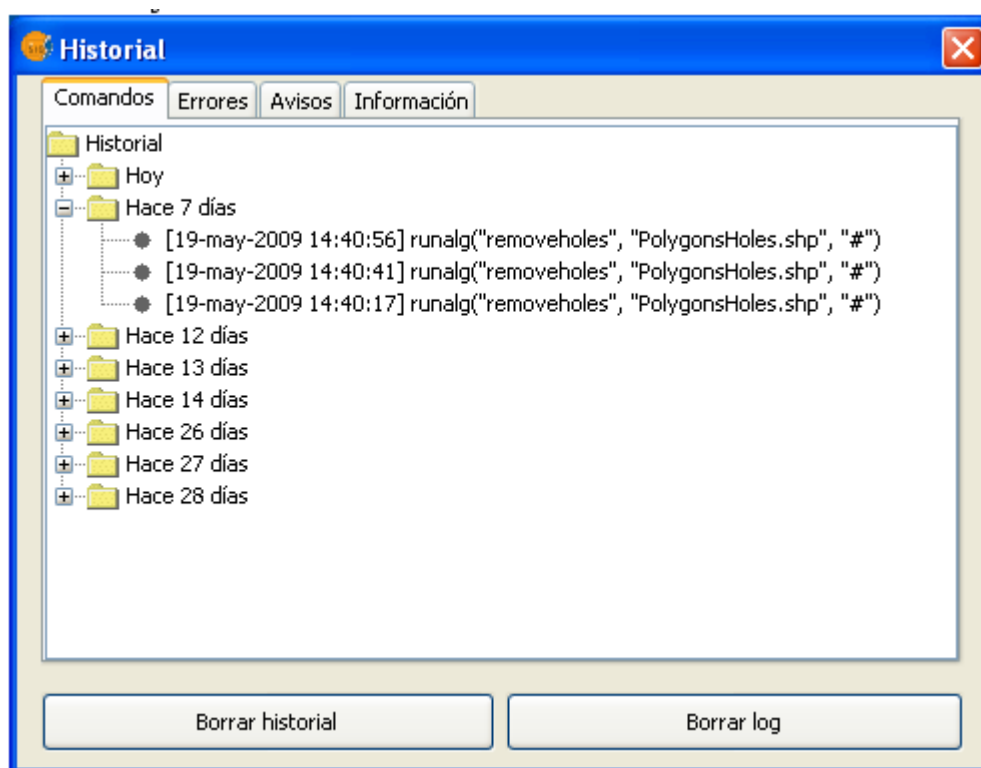 Historial
Comandos Errores Avisos Información
Historial
Hoy
Hace 7 días
[19-may-2009 14:40:56] runalg("removeholes", "PolygonsHoles.shp", "#")
[19-may-2009 14:40:41] runalg("removeholes", "PolygonsHoles.shp", "#")
[19-may-2009 14:40:17] runalg("removeholes", "PolygonsHoles.shp", "#")
Hace 12 días
Hace 13 días
Hace 14 días
Hace 26 días
Hace 27 días
Hace 28 días
Borrar historial Borrar log